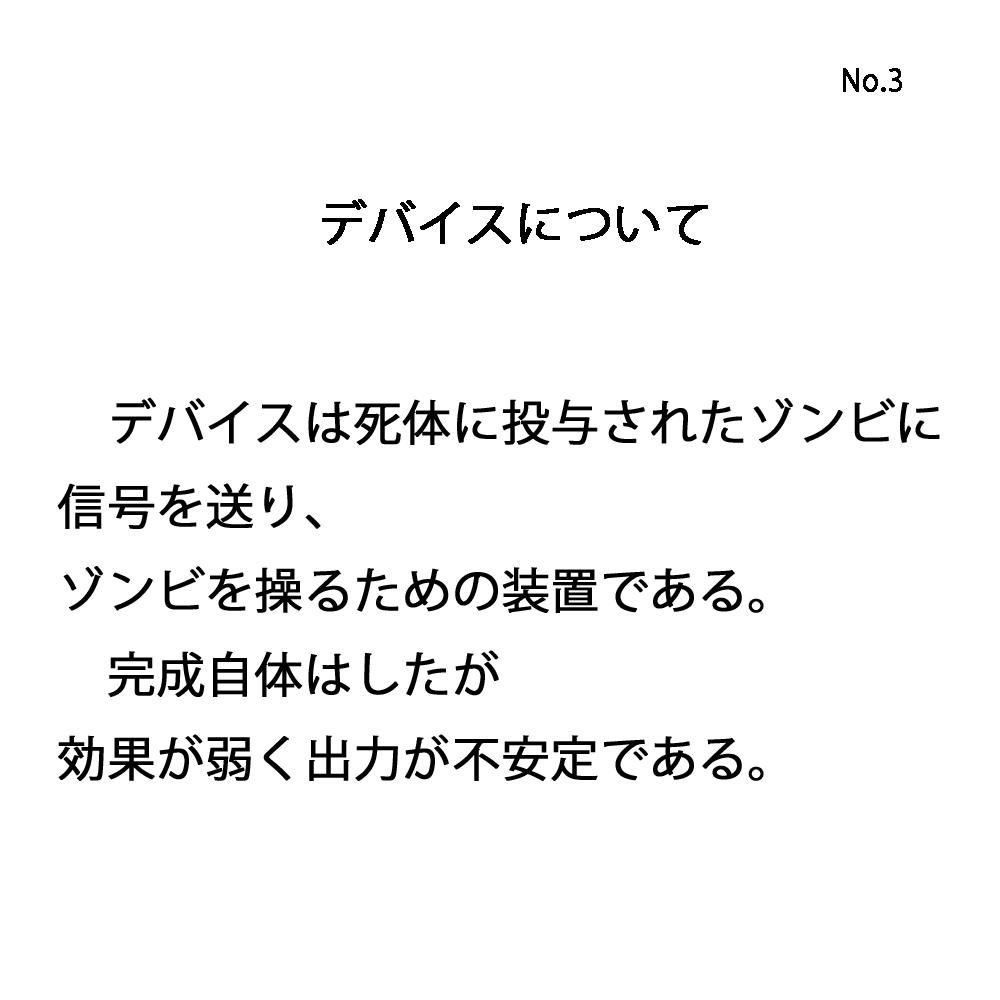 No.3
デバイスについて
　デバイスは死体に投与されたゾンビに
信号を送り、
ゾンビを操るための装置である。
　完成自体はしたが
効果が弱く出力が不安定である。